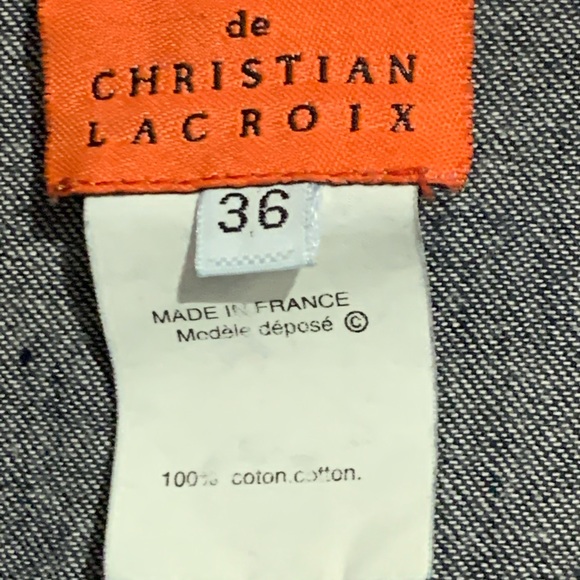 de
CHRISTIAN
LACROIX
36
MADE IN FRANCE
Modèle déposé ©
100% coton.cotton.